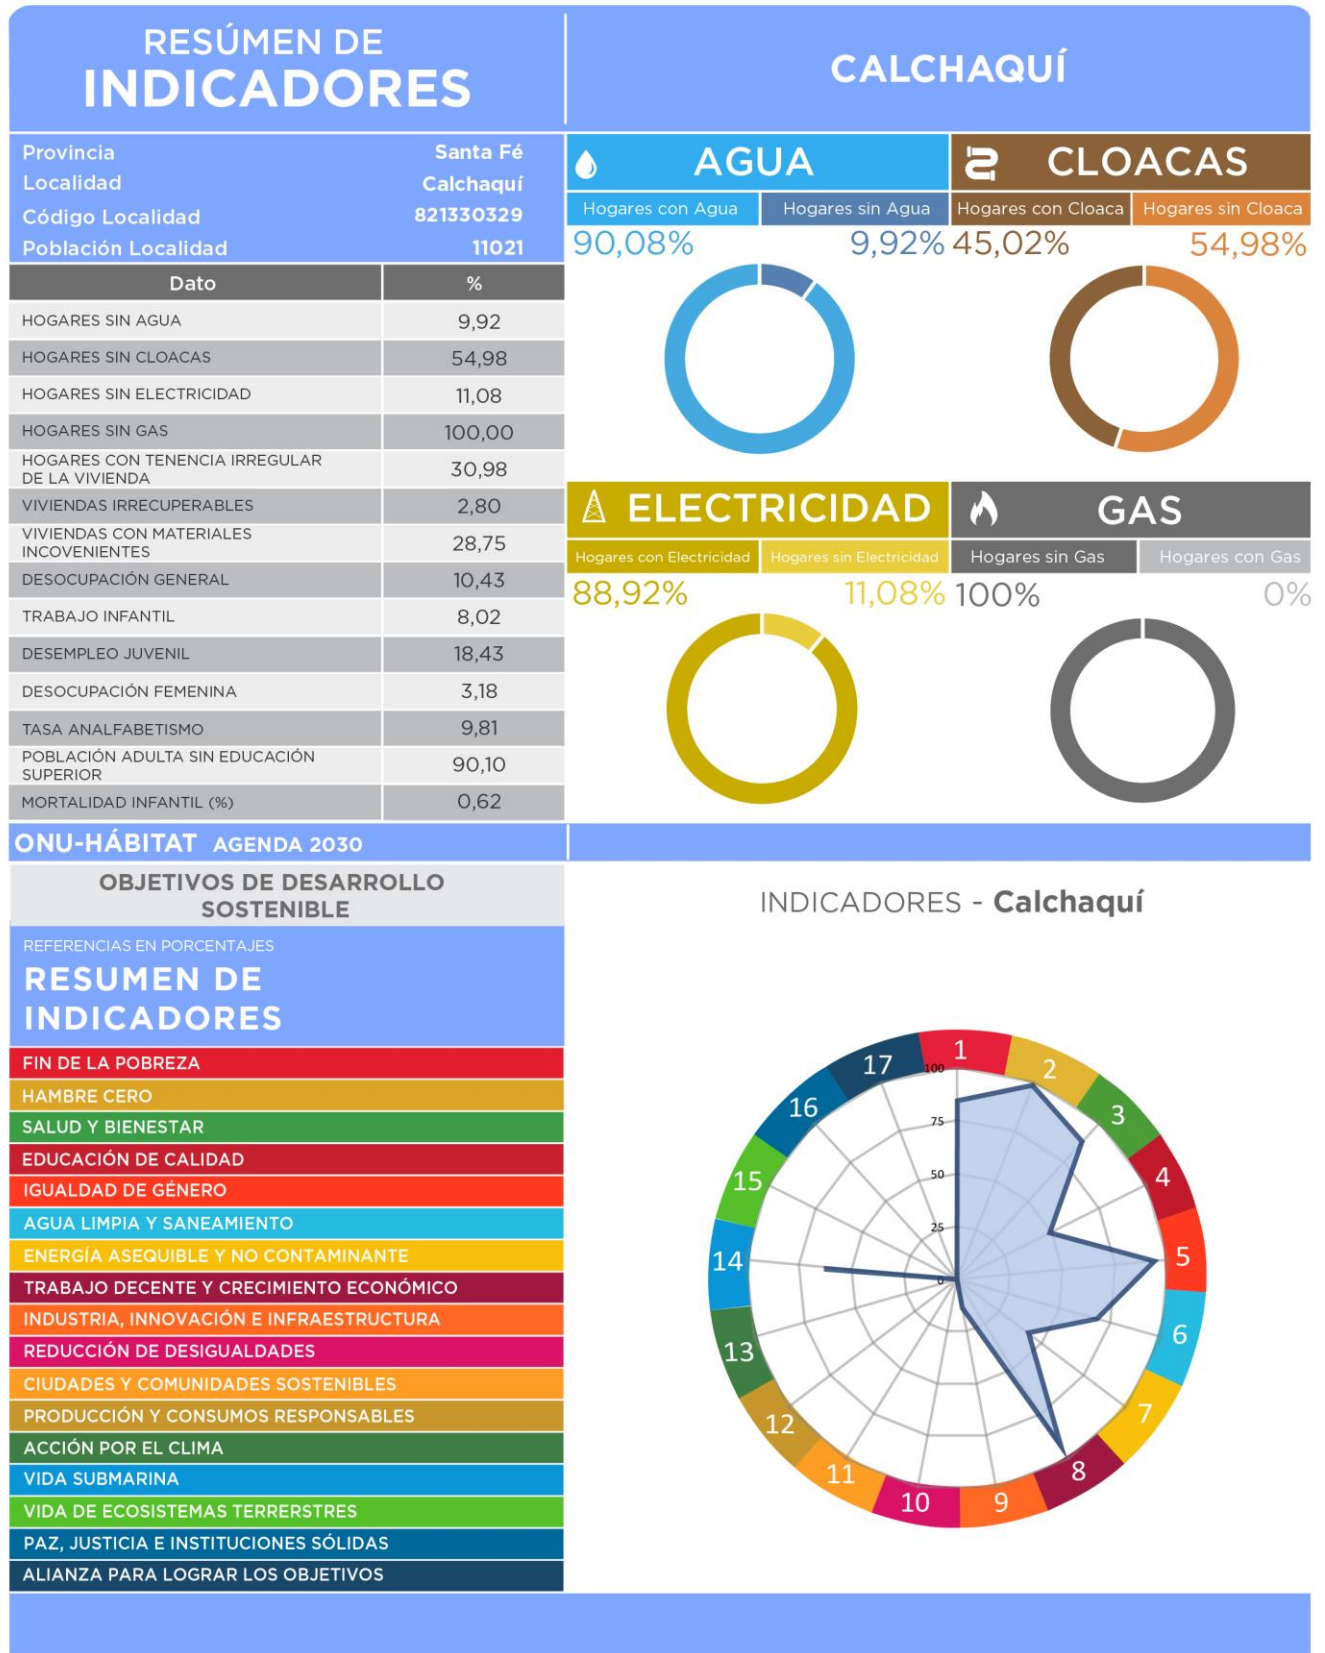 RESÚMEN DE
INDICADORES
CALCHAQUÍ
Provincia Santa Fé
Localidad Calchaquí
Código Localidad 821330329
Población Localidad 11021
Dato %
HOGARES SIN AGUA 9,92
HOGARES SIN CLOACAS 54,98
HOGARES SIN ELECTRICIDAD 11,08
HOGARES SIN GAS 100,00
HOGARES CON TENENCIA IRREGULAR
DE LA VIVIENDA 30,98
VIVIENDAS IRRECUPERABLES 2,80
VIVIENDAS CON MATERIALES
INCOVENIENTES 28,75
DESOCUPACIÓN GENERAL 10,43
TRABAJO INFANTIL 8,02
DESEMPLEO JUVENIL 18,43
DESOCUPACIÓN FEMENINA 3,18
TASA ANALFABETISMO 9,81
POBLACIÓN ADULTA SIN EDUCACIÓN
SUPERIOR 90,10
MORTALIDAD INFANTIL (%) 0,62
AGUA
Hogares con Agua Hogares sin Agua
90,08% 9,92%
CLOACAS
Hogares con Cloaca Hogares sin Cloaca
45,02% 54,98%
ELECTRICIDAD
Hogares con Electricidad Hogares sin Electricidad
88,92% 11,08%
GAS
Hogares sin Gas Hogares con Gas
100% 0%
ONU-HÁBITAT AGENDA 2030
OBJETIVOS DE DESARROLLO
SOSTENIBLE
REFERENCIAS EN PORCENTAJES
RESUMEN DE
INDICADORES
FIN DE LA POBREZA
HAMBRE CERO
SALUD Y BIENESTAR
EDUCACIÓN DE CALIDAD
IGUALDAD DE GÉNERO
AGUA LIMPIA Y SANEAMIENTO
ENERGÍA ASEQUIBLE Y NO CONTAMINANTE
TRABAJO DECENTE Y CRECIMIENTO ECONÓMICO
INDUSTRIA, INNOVACIÓN E INFRAESTRUCTURA
REDUCCIÓN DE DESIGUALDADES
CIUDADES Y COMUNIDADES SOSTENIBLES
PRODUCCIÓN Y CONSUMOS RESPONSABLES
ACCIÓN POR EL CLIMA
VIDA SUBMARINA
VIDA DE ECOSISTEMAS TERRERSTRES
PAZ, JUSTICIA E INSTITUCIONES SÓLIDAS
ALIANZA PARA LOGRAR LOS OBJETIVOS
INDICADORES - Calchaquí
1
2
3
4
5
6
7
8
9
10
11
12
13
14
15
16
17
100
75
50
25
0